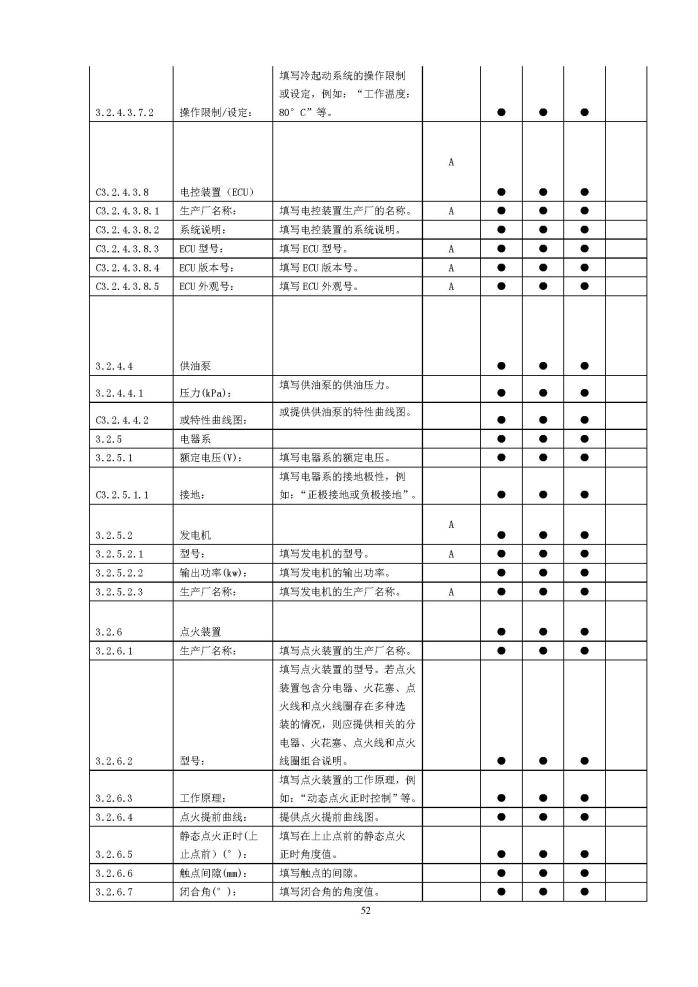 填写冷起动系统的操作限制
或设定，例如：“工作温度：
3.2.4.3.7.2 操作限制/设定： 80°C”等。 ● ● ●
A
C3.2.4.3.8 电控装置（ECU） ● ● ●
C3.2.4.3.8.1 生产厂名称： 填写电控装置生产厂的名称。 A ● ● ●
C3.2.4.3.8.2 系统说明： 填写电控装置的系统说明。 ● ● ●
C3.2.4.3.8.3 ECU 型号： 填写 ECU 型号。 A ● ● ●
C3.2.4.3.8.4 ECU 版本号： 填写 ECU 版本号。 A ● ● ●
C3.2.4.3.8.5 ECU 外观号： 填写 ECU 外观号。 A ● ● ●
3.2.4.4 供油泵 ● ● ●
3.2.4.4.1 压力(kPa)： 填写供油泵的供油压力。 ● ● ●
C3.2.4.4.2 或特性曲线图： 或提供供油泵的特性曲线图。 ● ● ●
3.2.5 电器系 ● ● ●
3.2.5.1 额定电压(V)： 填写电器系的额定电压。 ● ● ●
填写电器系的接地极性，例
C3.2.5.1.1 接地： 如：“正极接地或负极接地”。 ● ● ●
A
3.2.5.2 发电机 ● ● ●
3.2.5.2.1 型号： 填写发电机的型号。 A ● ● ●
3.2.5.2.2 输出功率(kw)： 填写发电机的输出功率。 ● ● ●
3.2.5.2.3 生产厂名称： 填写发电机的生产厂名称。 A ● ● ●
3.2.6 点火装置 ● ● ●
3.2.6.1 生产厂名称： 填写点火装置的生产厂名称。 ● ● ●
填写点火装置的型号。若点火
装置包含分电器、火花塞、点
火线和点火线圈存在多种选
装的情况，则应提供相关的分
电器、火花塞、点火线和点火
3.2.6.2 型号： 线圈组合说明。 ● ● ●
填写点火装置的工作原理，例
3.2.6.3 工作原理： 如：“动态点火正时控制”等。 ● ● ●
3.2.6.4 点火提前曲线： 提供点火提前曲线图。 ● ● ●
静态点火正时(上 填写在上止点前的静态点火
3.2.6.5 止点前）(°)： 正时角度值。 ● ● ●
3.2.6.6 触点间隙(mm)： 填写触点的间隙。 ● ● ●
3.2.6.7 闭合角(°)： 填写闭合角的角度值。 ● ● ●
52